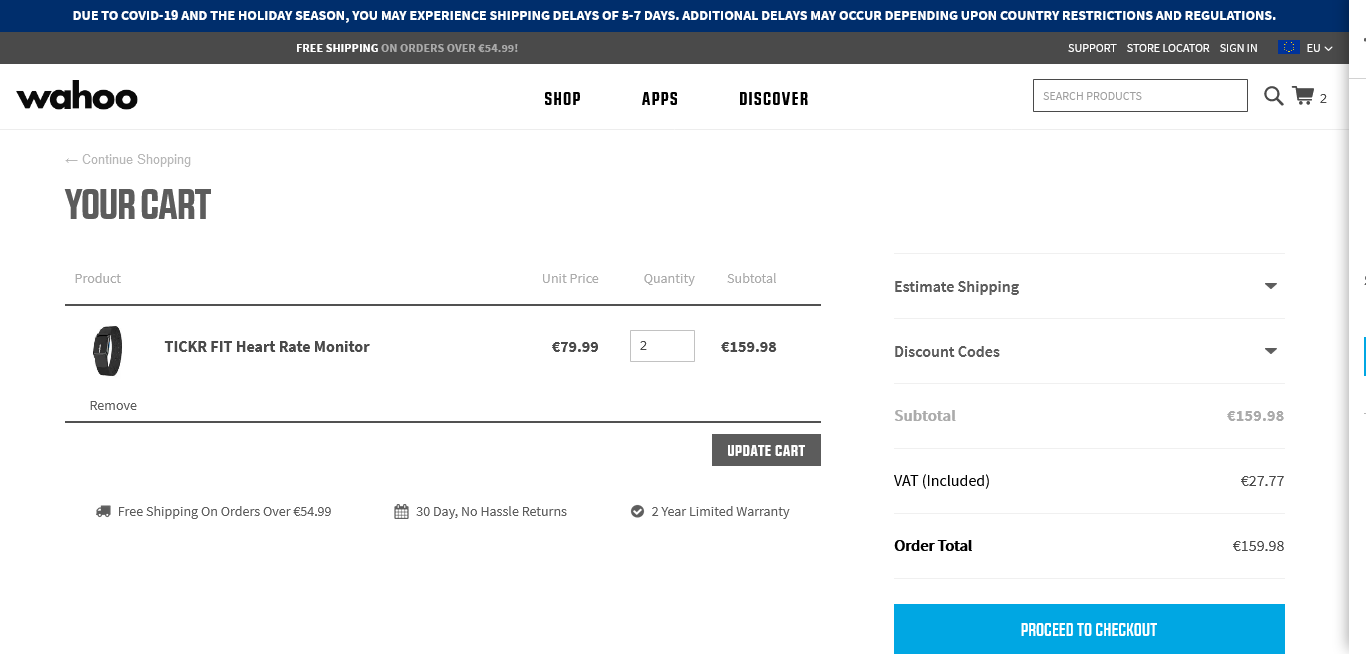 DUE TO COVID-19 AND THE HOLIDAY SEASON, YOU MAY EXPERIENCE SHIPPING DELAYS OF 5-7 DAYS. ADDITIONAL DELAYS MAY OCCUR DEPENDING UPON COUNTRY RESTRICTIONS AND REGULATIONS.
FREE SHIPPING ON ORDERS OVER €54.99! SUPPORT STORE LOCATOR SIGN IN EU
wahoo SHOP APPS DISCOVER SEARCH PRODUCTS 2
← Continue Shopping
YOUR CART
Product Unit Price Quantity Subtotal
TICKR FIT Heart Rate Monitor €79.99 2 €159.98
Remove
UPDATE CART
Free Shipping On Orders Over €54.99 30 Day, No Hassle Returns 2 Year Limited Warranty
Estimate Shipping
Discount Codes
Subtotal €159.98
VAT (Included) €27.77
Order Total €159.98
PROCEED TO CHECKOUT